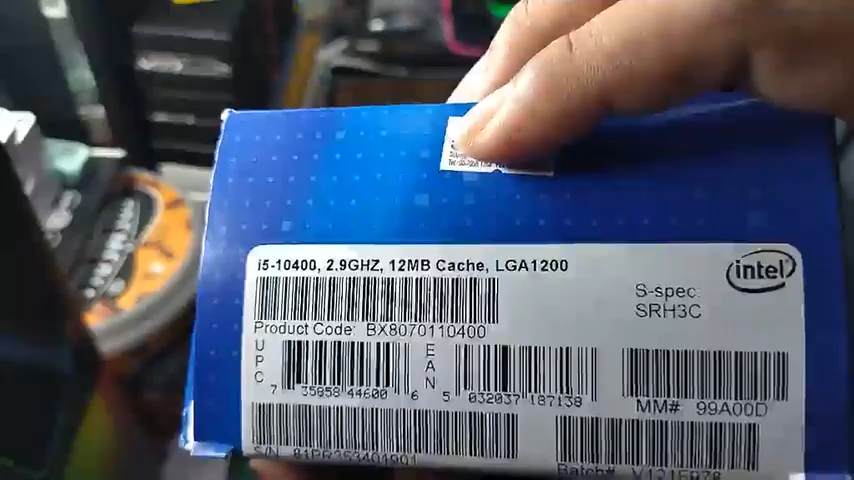 i5-10400, 2.9GHZ, 12MB Cache, LGA1200
intel
S-spec:
SRH3C
Product Code: BX8070110400
UPC
7 35858 44600 6
EAN
5 032037 187138
MM# 99A00D
S/N
Batch#